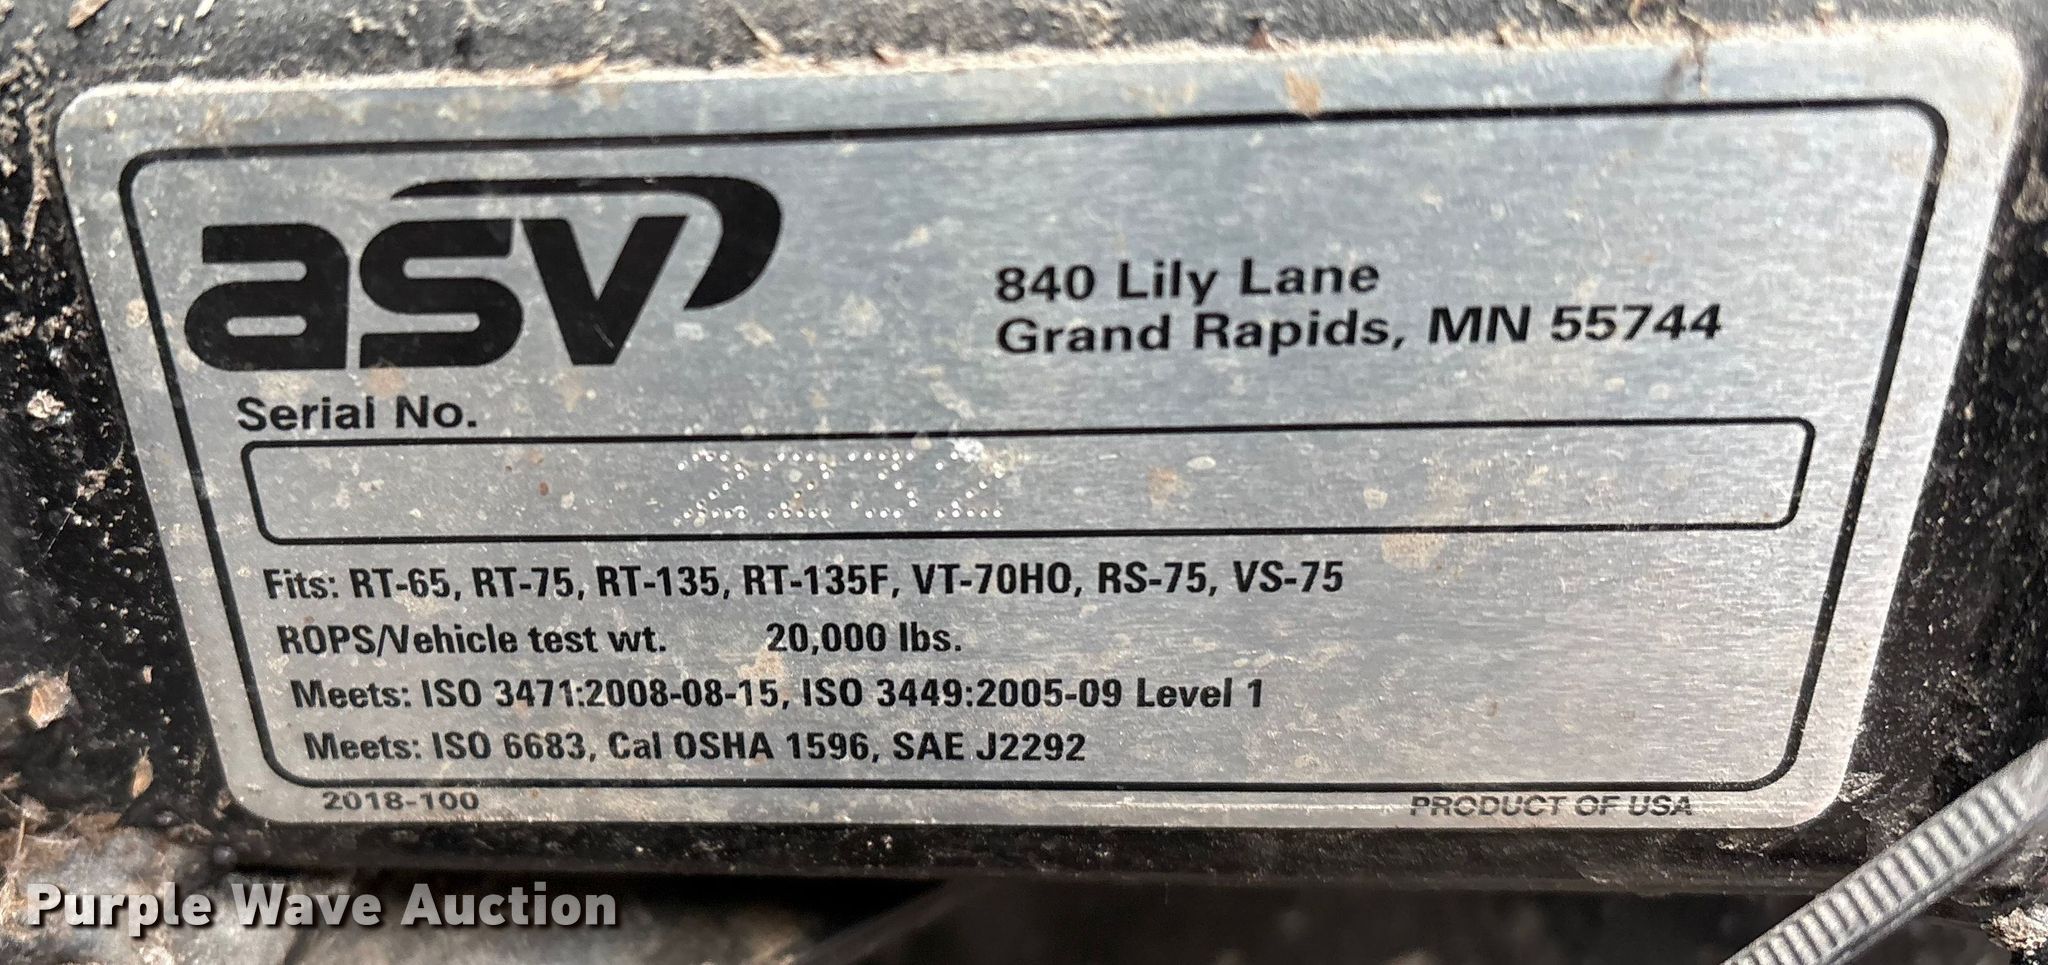 asv
840 Lily Lane
Grand Rapids, MN 55744
Serial No.
2232
Fits: RT-65, RT-75, RT-135, RT-135F, VT-70HO, RS-75, VS-75
ROPS/Vehicle test wt. 20,000 lbs.
Meets: ISO 3471:2008-08-15, ISO 3449:2005-09 Level 1
Meets: ISO 6683, Cal OSHA 1596, SAE J2292
2018-100
PRODUCT OF USA
Purple Wave Auction